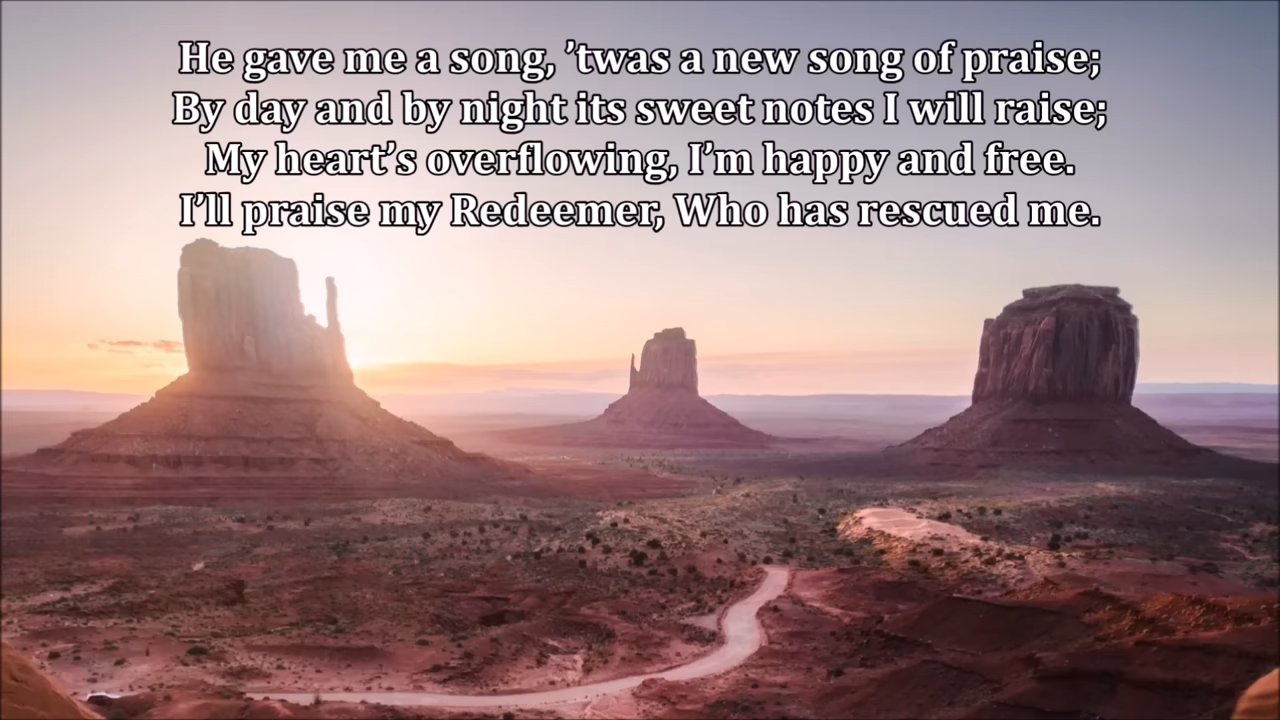 He gave me a song, ’twas a new song of praise;
By day and by night its sweet notes I will raise;
My heart’s overflowing, I’m happy and free.
I’ll praise my Redeemer, Who has rescued me.